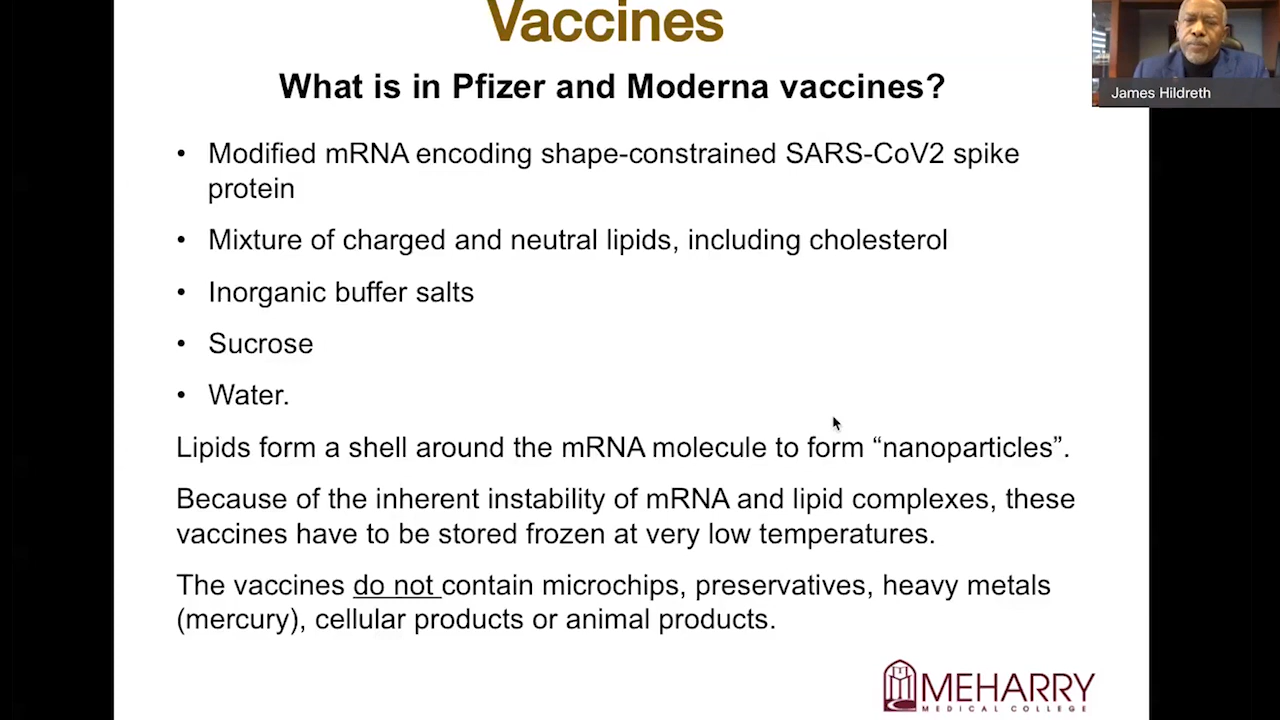 Vaccines
James Hildreth
What is in Pfizer and Moderna vaccines?
• Modified mRNA encoding shape-constrained SARS-CoV2 spike
protein
• Mixture of charged and neutral lipids, including cholesterol
• Inorganic buffer salts
• Sucrose
• Water.
Lipids form a shell around the mRNA molecule to form “nanoparticles”.
Because of the inherent instability of mRNA and lipid complexes, these
vaccines have to be stored frozen at very low temperatures.
The vaccines do not contain microchips, preservatives, heavy metals
(mercury), cellular products or animal products.
MEHARRY
MEDICAL COLLEGE